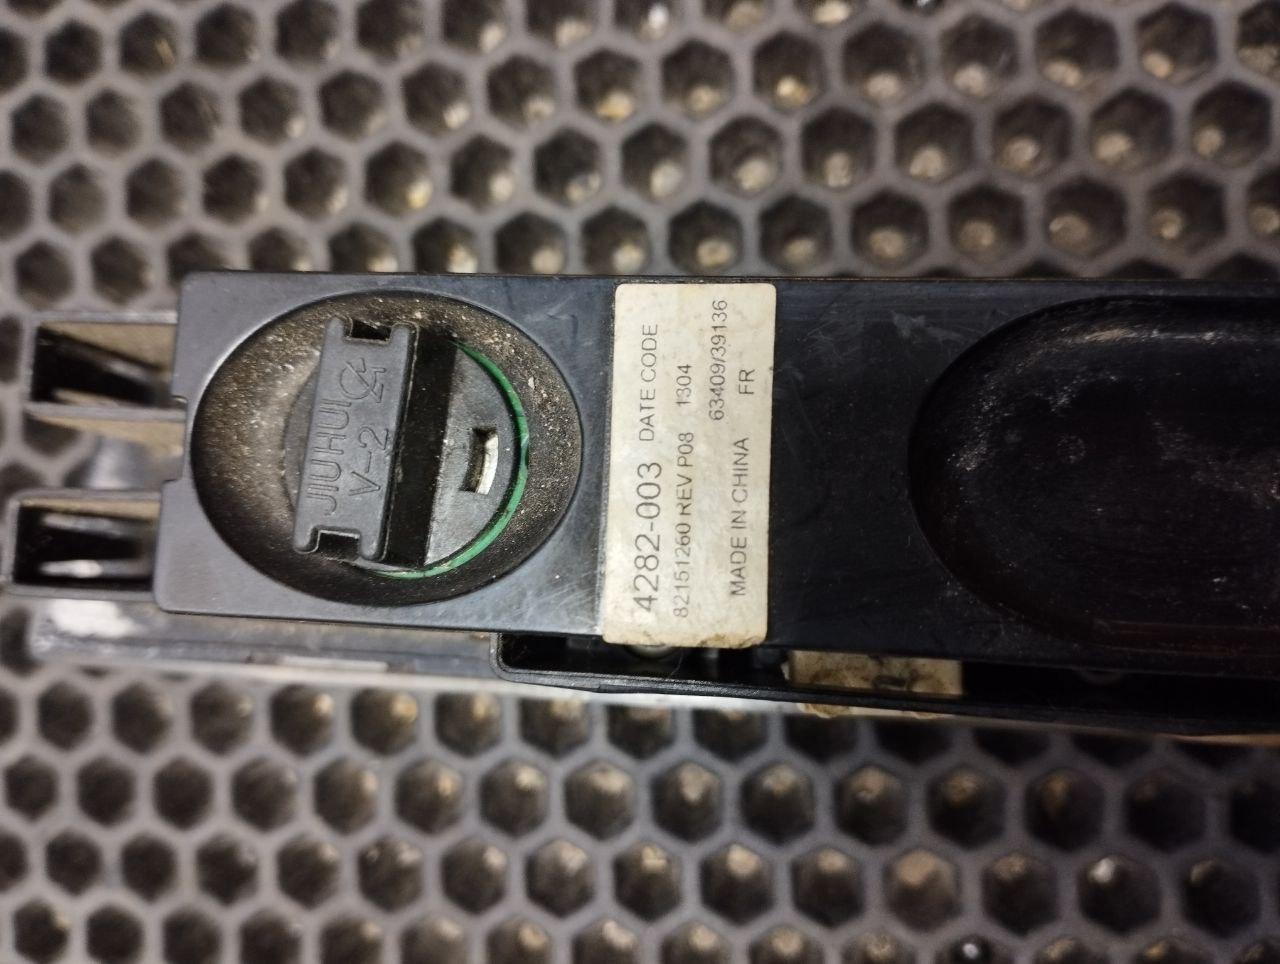 JIUHUI
V-2
4282-003 DATE CODE
82151260 REV P08 1304
63409/39136
MADE IN CHINA FR